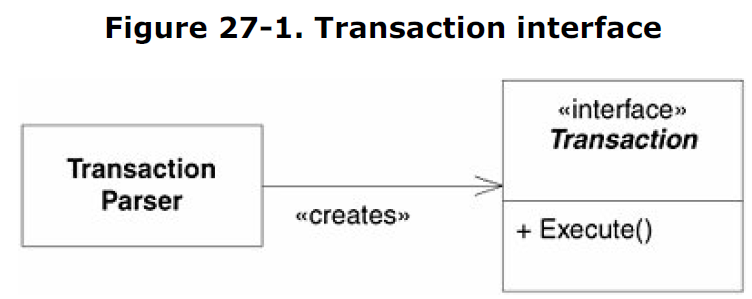 Figure 27-1. Transaction interface
Transaction
Parser
«creates»
«interface»
Transaction
+ Execute()